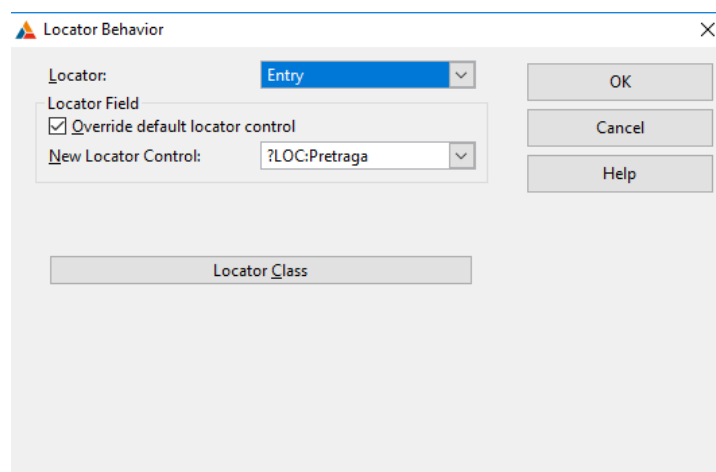 Locator Behavior
Locator: Entry
OK
Locator Field
Override default locator control
Cancel
New Locator Control: ?LOC:Pretraga
Help
Locator Class